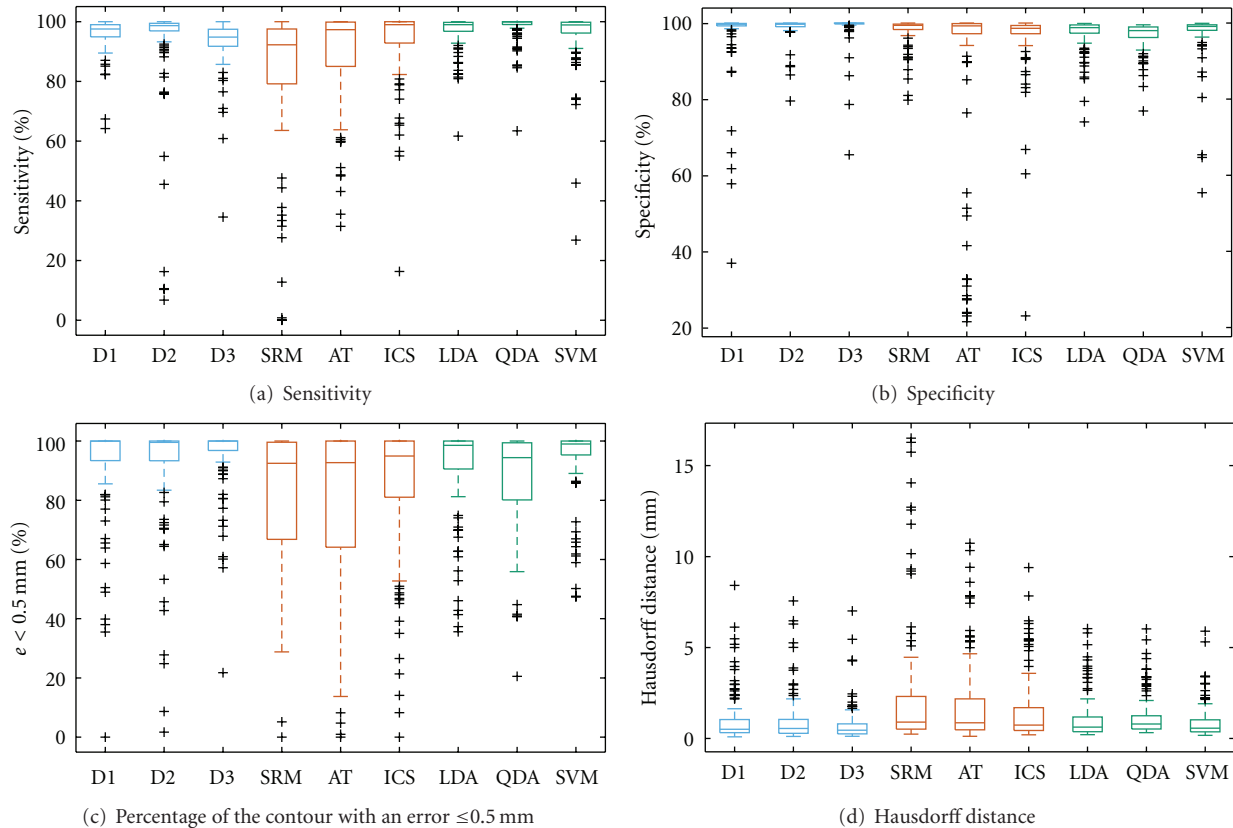 Sensitivity (%)
100
80
60
40
20
0
D1 D2 D3 SRM AT ICS LDA QDA SVM
(a) Sensitivity
Specificity (%)
100
80
60
40
20
D1 D2 D3 SRM AT ICS LDA QDA SVM
(b) Specificity
e < 0.5 mm (%)
100
80
60
40
20
0
D1 D2 D3 SRM AT ICS LDA QDA SVM
(c) Percentage of the contour with an error ≤0.5 mm
Hausdorff distance (mm)
15
10
5
0
D1 D2 D3 SRM AT ICS LDA QDA SVM
(d) Hausdorff distance